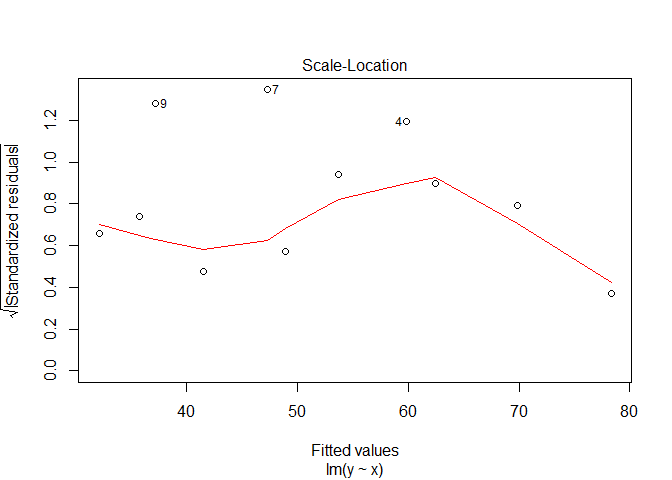 Scale-Location
√|Standardized residuals|
1.2
1.0
0.8
0.6
0.4
0.2
0.0
9
7
4
40 50 60 70 80
Fitted values
lm(y ~ x)